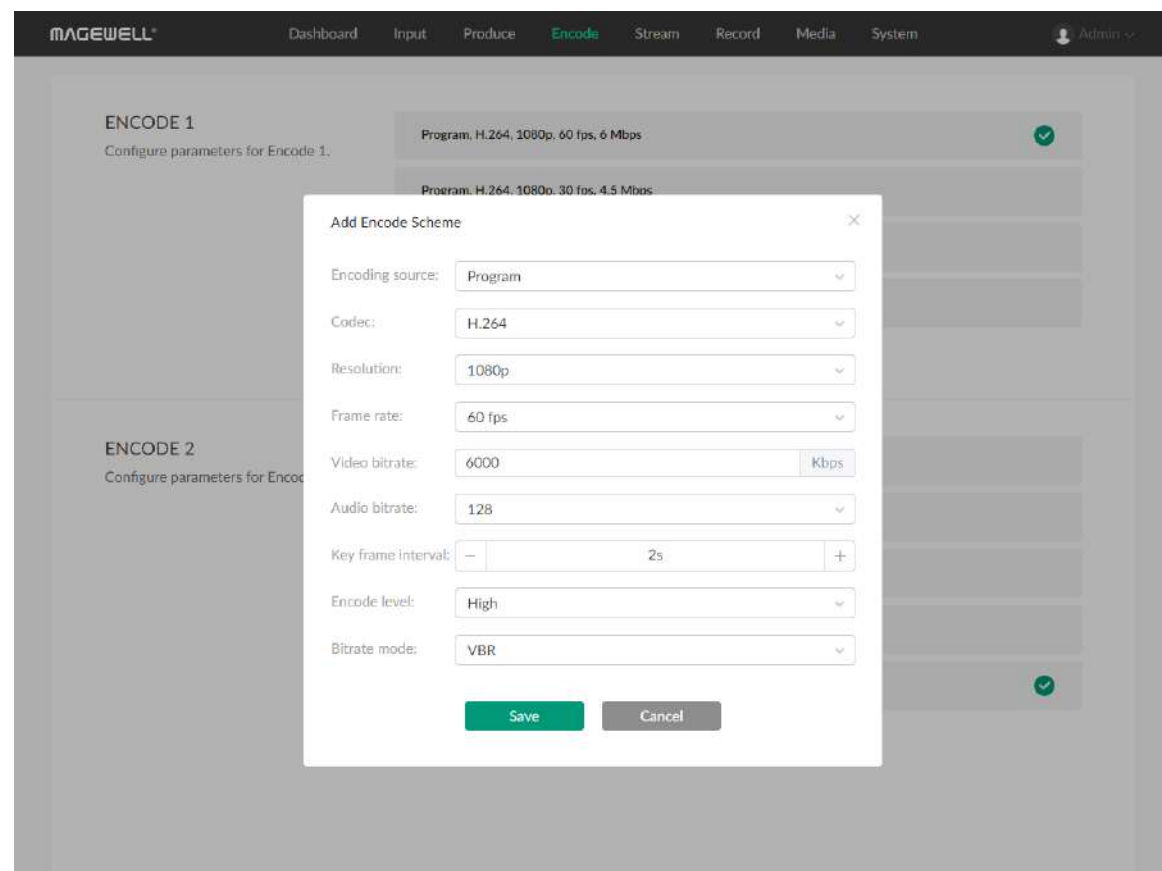 MAGEWELL® Dashboard Input Produce Encode Stream Record Media System Admin
ENCODE 1
Configure parameters for Encode 1.
Program, H.264, 1080p, 60 fps, 6 Mbps
Program, H.264, 1080p, 30 fps, 4.5 Mbps
Add Encode Scheme
Encoding source: Program
Codec: H.264
Resolution: 1080p
Frame rate: 60 fps
Video bitrate: 6000 Kbps
Audio bitrate: 128
Key frame interval: − 2s +
Encode level: High
Bitrate mode: VBR
Save Cancel
ENCODE 2
Configure parameters for Encoc